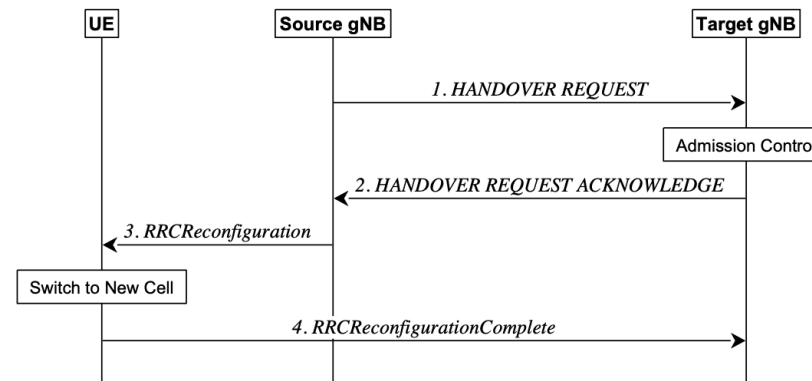 UE
Source gNB
Target gNB
1. HANDOVER REQUEST
Admission Contro
2. HANDOVER REQUEST ACKNOWLEDGE
3. RRCReconfiguration
Switch to New Cell
4. RRCReconfigurationComplete